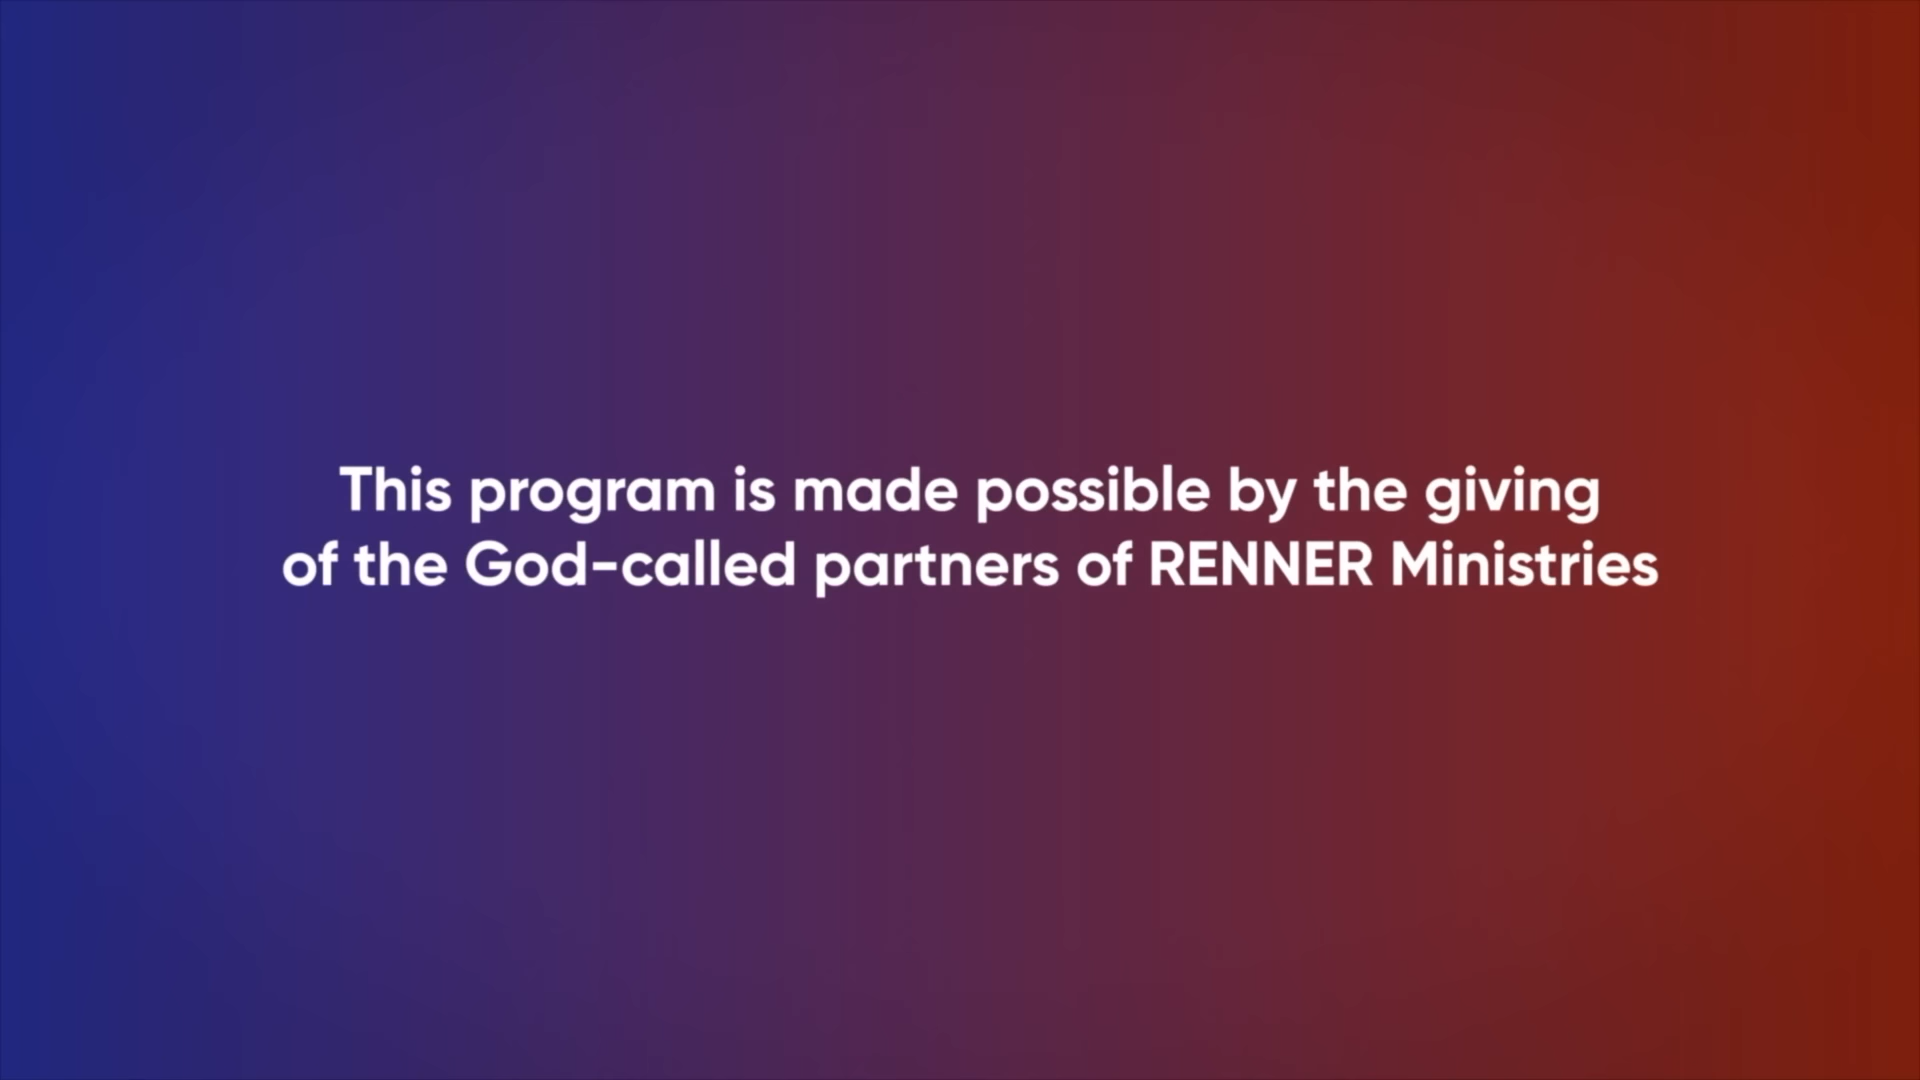 This program is made possible by the giving
of the God-called partners of RENNER Ministries